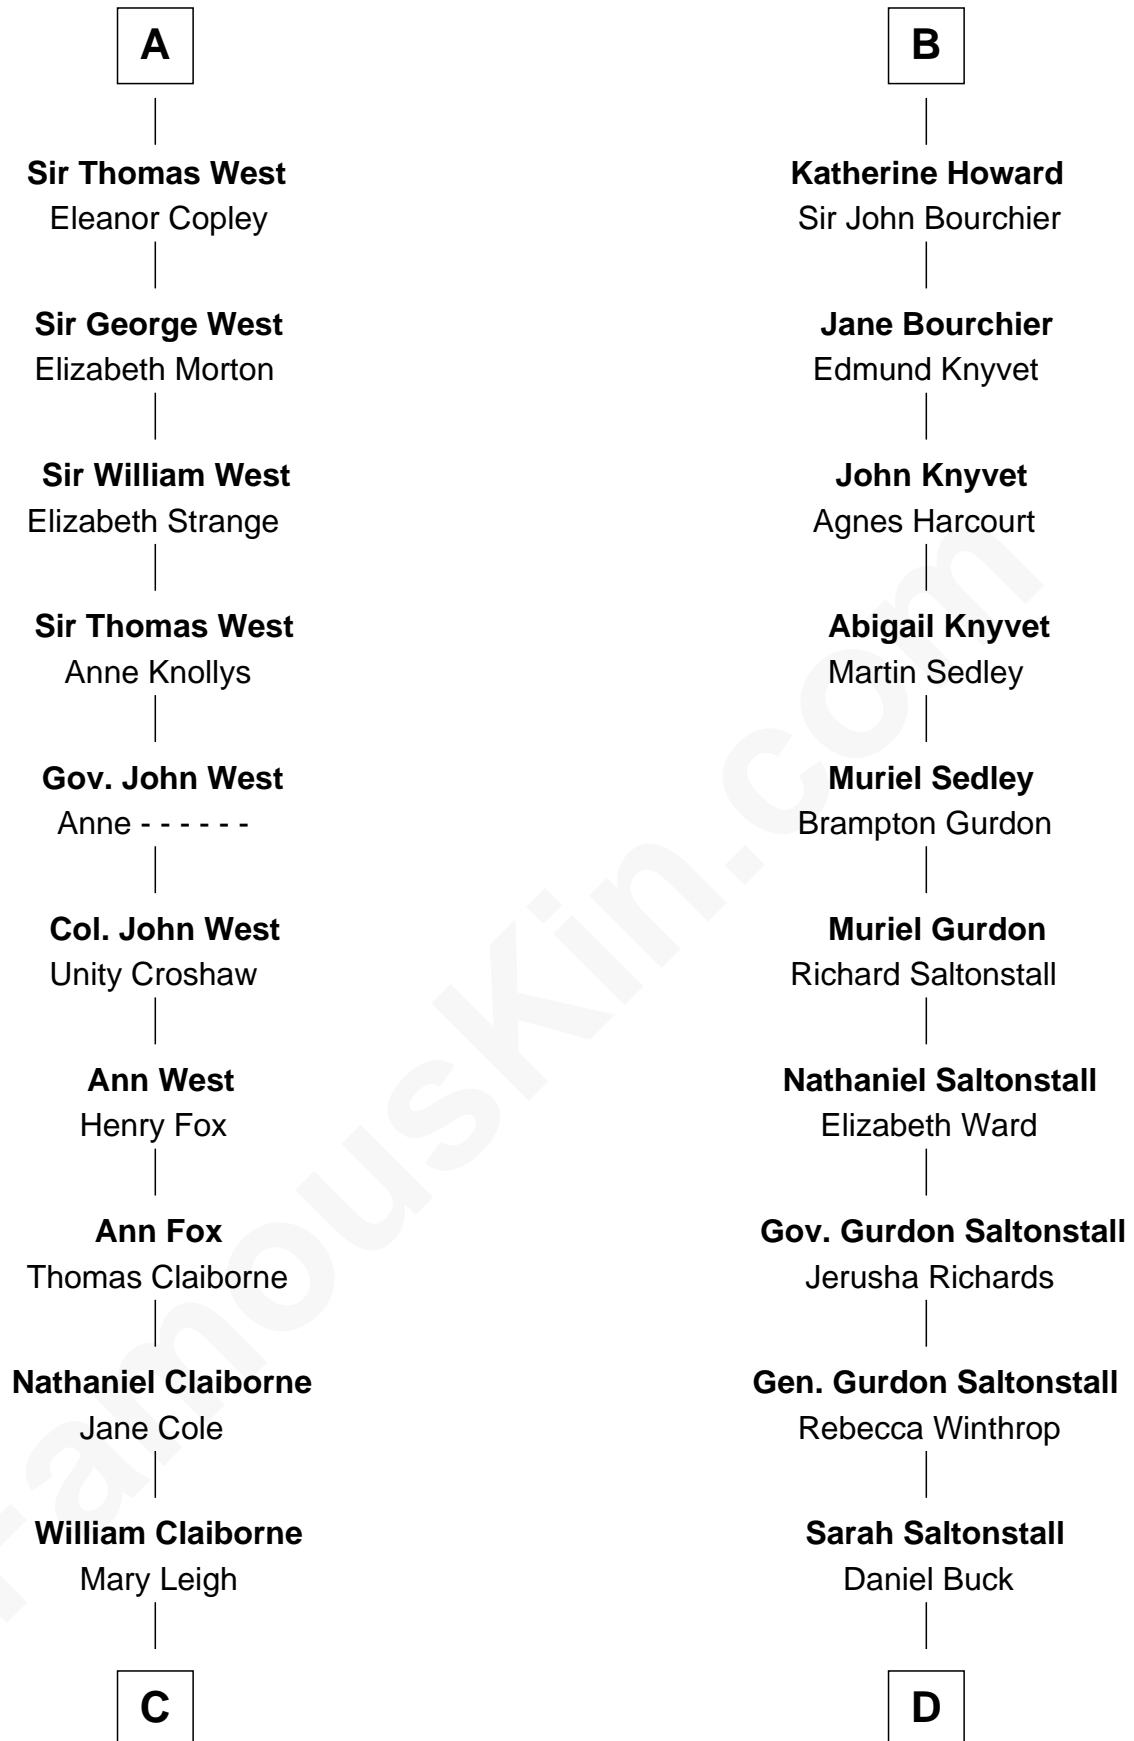 A
Sir Thomas West
Eleanor Copley
Sir George West
Elizabeth Morton
Sir William West
Elizabeth Strange
Sir Thomas West
Anne Knollys
Gov. John West
Anne - - - - - -
Col. John West
Unity Croshaw
Ann West
Henry Fox
Ann Fox
Thomas Claiborne
Nathaniel Claiborne
Jane Cole
William Claiborne
Mary Leigh
C
B
Katherine Howard
Sir John Bourchier
Jane Bourchier
Edmund Knyvet
John Knyvet
Agnes Harcourt
Abigail Knyvet
Martin Sedley
Muriel Sedley
Brampton Gurdon
Muriel Gurdon
Richard Saltonstall
Nathaniel Saltonstall
Elizabeth Ward
Gov. Gurdon Saltonstall
Jerusha Richards
Gen. Gurdon Saltonstall
Rebecca Winthrop
Sarah Saltonstall
Daniel Buck
D
FamousKin.com